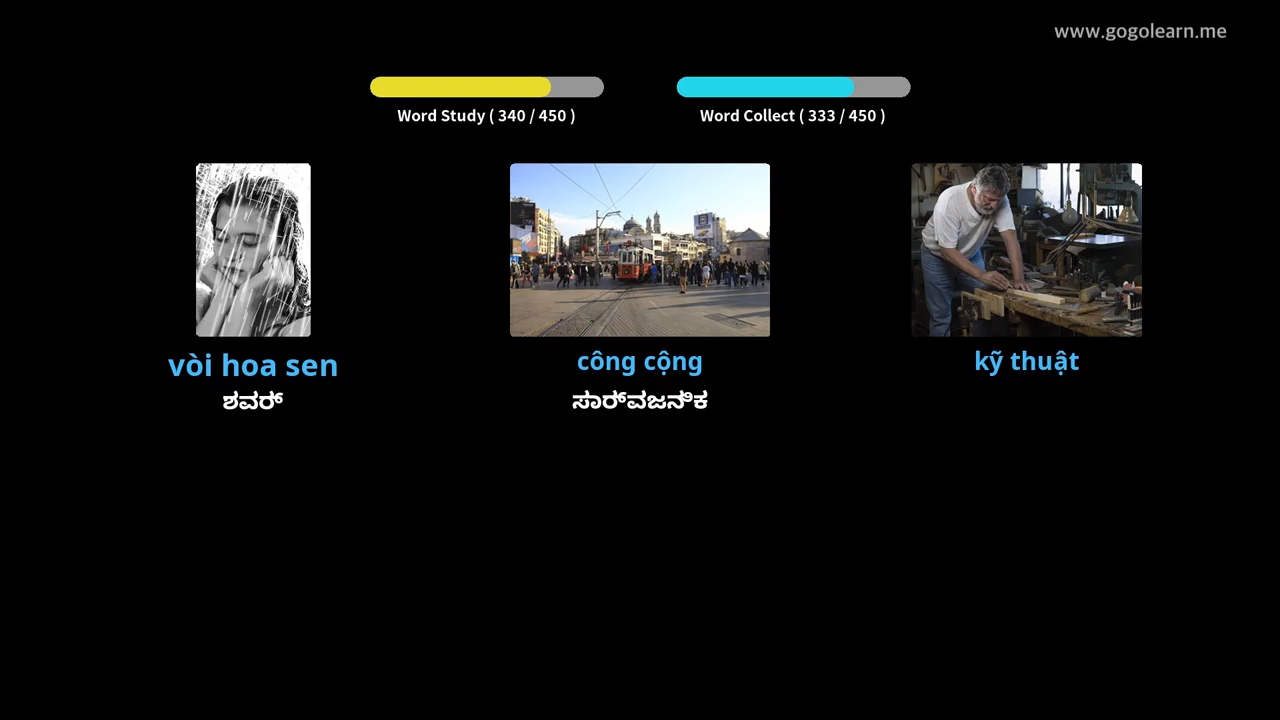 www.gogolearn.me
Word Study ( 340 / 450 )
Word Collect ( 333 / 450 )
vòi hoa sen
ಶವರ್
công cộng
ಸಾರ್ವಜನಿಕ
kỹ thuật